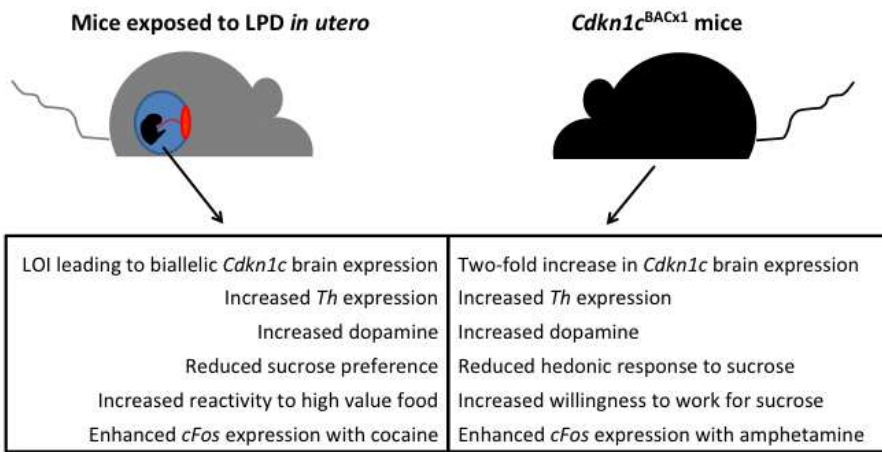 Mice exposed to LPD in utero
Cdkn1c^BACx1 mice
LOI leading to biallelic Cdkn1c brain expression
Increased Th expression
Increased dopamine
Reduced sucrose preference
Increased reactivity to high value food
Enhanced cFos expression with cocaine
Two-fold increase in Cdkn1c brain expression
Increased Th expression
Increased dopamine
Reduced hedonic response to sucrose
Increased willingness to work for sucrose
Enhanced cFos expression with amphetamine